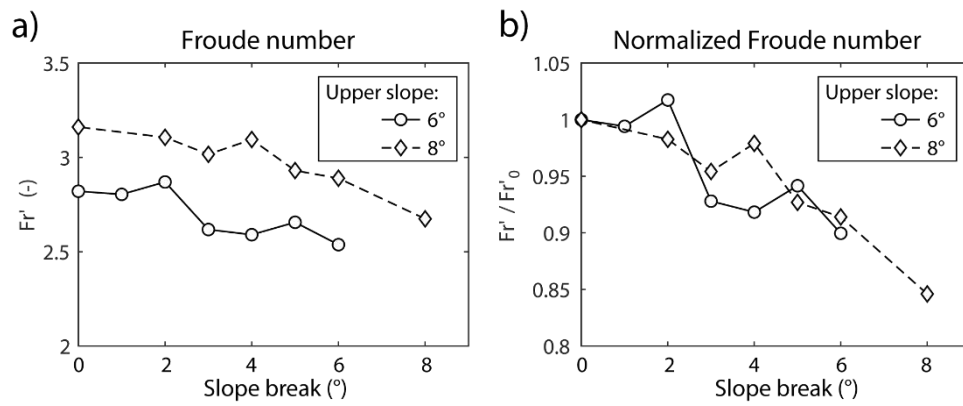 a)
Froude number
3.5
3
2.5
2
Fr' (-)
Upper slope:
6°
8°
0 2 4 6 8
Slope break (°)
b)
Normalized Froude number
1.05
1
0.95
0.9
0.85
0.8
Fr' / Fr'0
Upper slope:
6°
8°
0 2 4 6 8
Slope break (°)